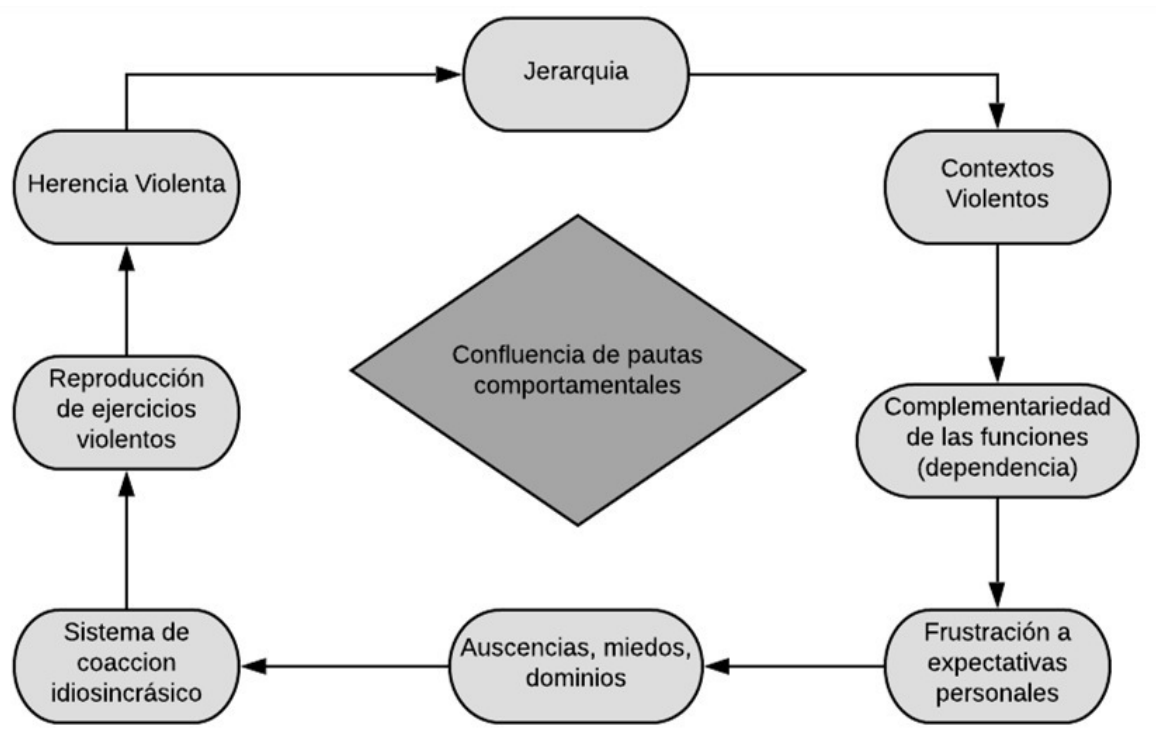 Jerarquia
Herencia Violenta
Contextos
Violentos
Confluencia de pautas
comportamentales
Reproducción
de ejercicios
violentos
Complementariedad
de las funciones
(dependencia)
Sistema de
coaccion
idiosincrásico
Auscencias, miedos,
dominios
Frustración a
expectativas
personales